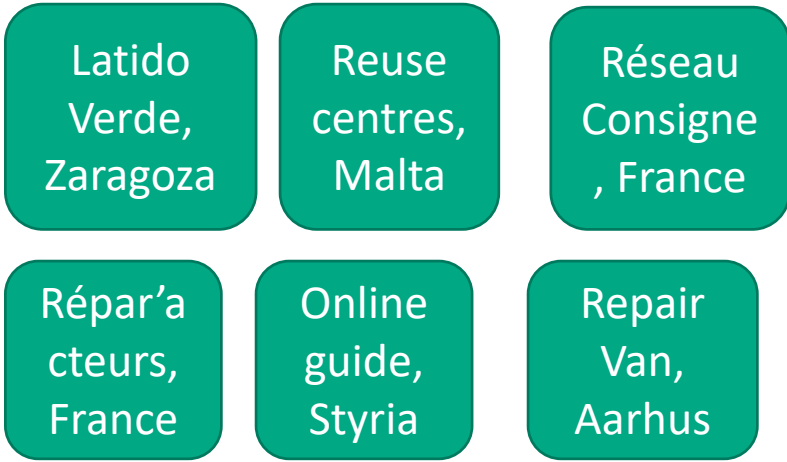 Latido
Verde,
Zaragoza
Reuse
centres,
Malta
Réseau
Consigne
, France
Répar’a
cteurs,
France
Online
guide,
Styria
Repair
Van,
Aarhus